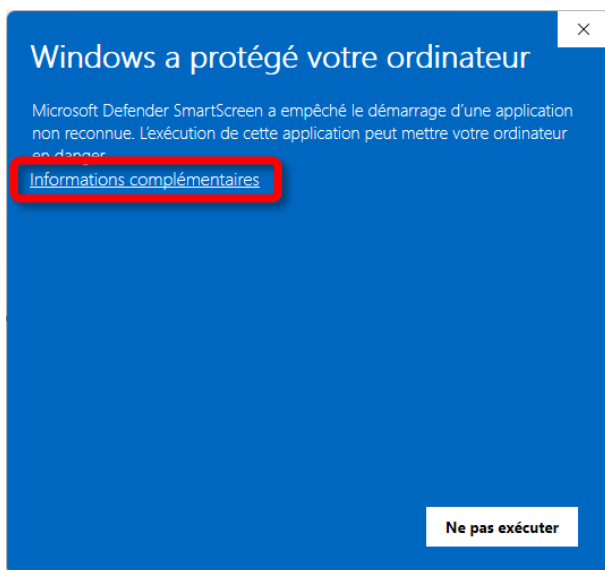 Windows a protégé votre ordinateur
Microsoft Defender SmartScreen a empêché le démarrage d'une application
non reconnue. L'exécution de cette application peut mettre votre ordinateur
en danger.
Informations complémentaires
Ne pas exécuter